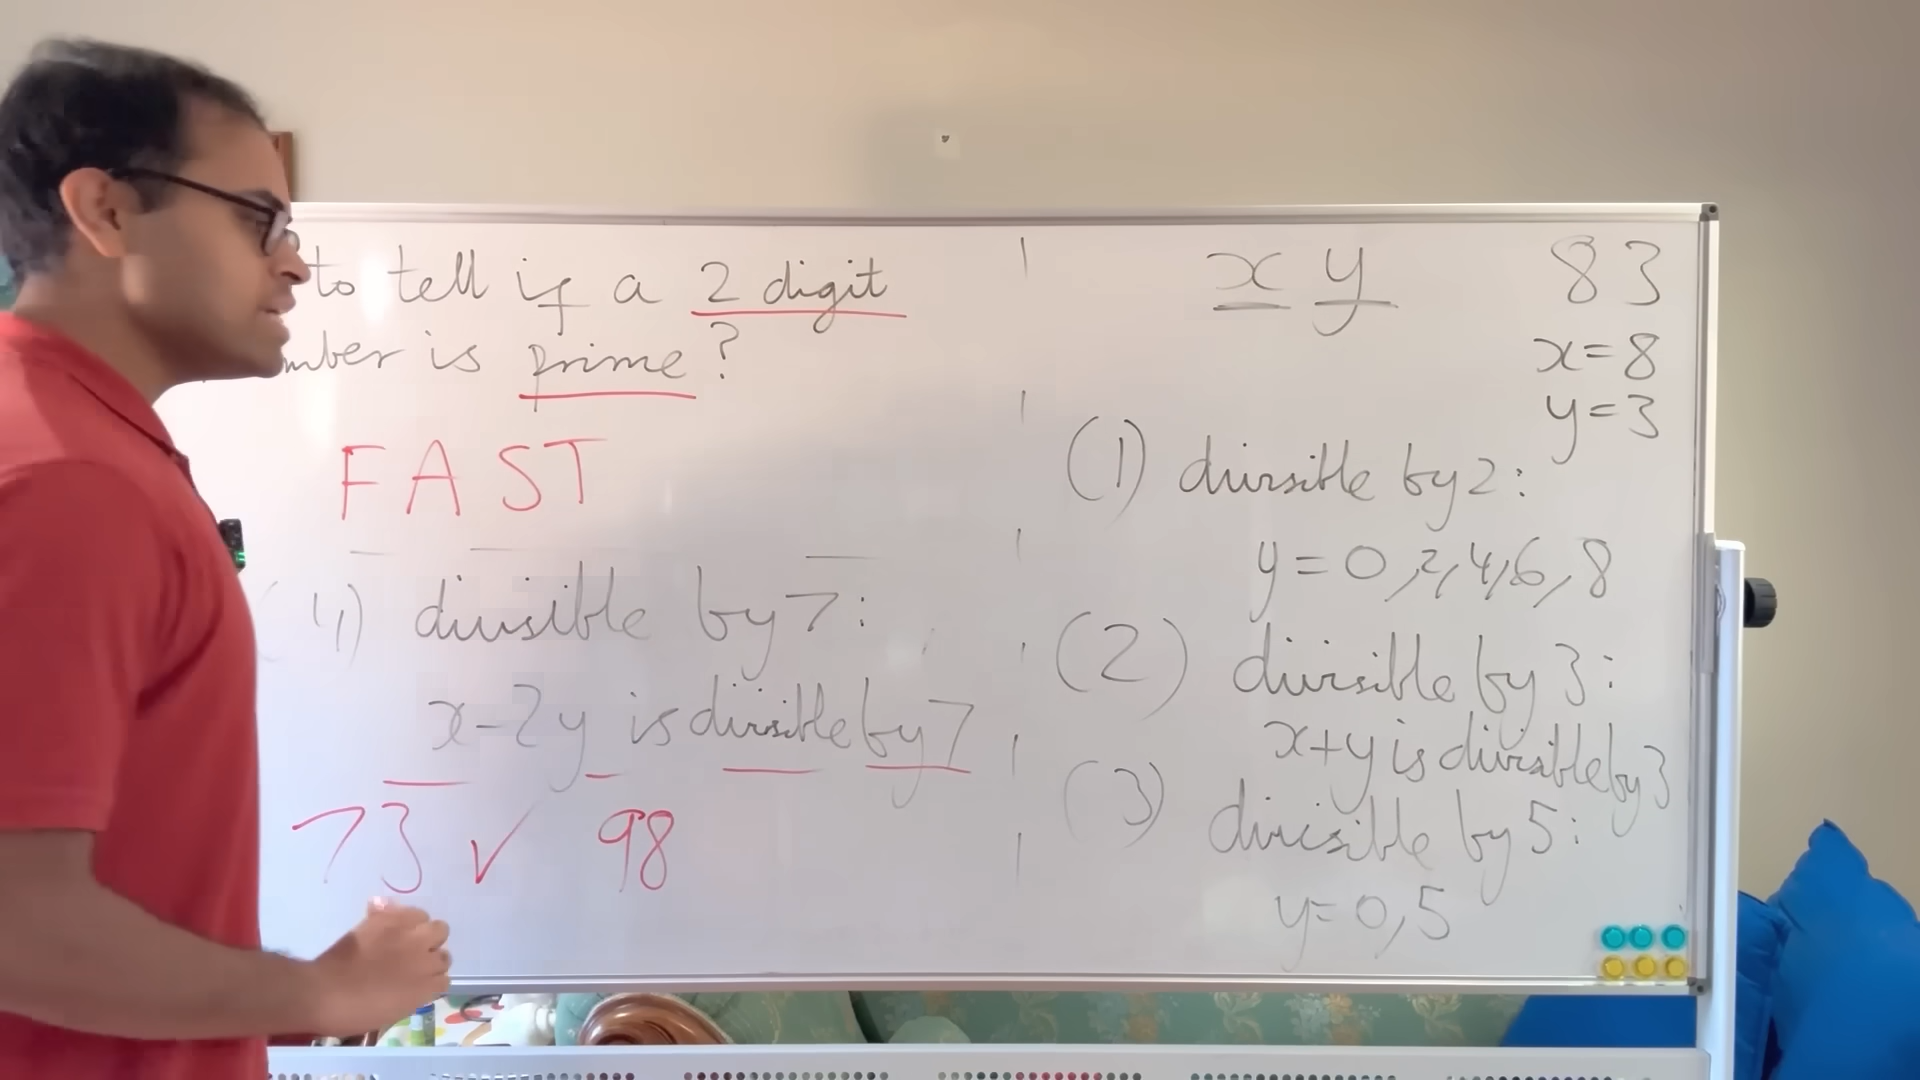 to tell if a 2 digit
mber is prime?
FAST
(4) divisible by 7:
x-2y is divisible by 7
73 ✓ 98
x y
83
x=8
y=3
(1) divisible by 2:
y=0,2,4,6,8
(2) divisible by 3:
x+y is divisible by 3
(3) divisible by 5:
y=0,5